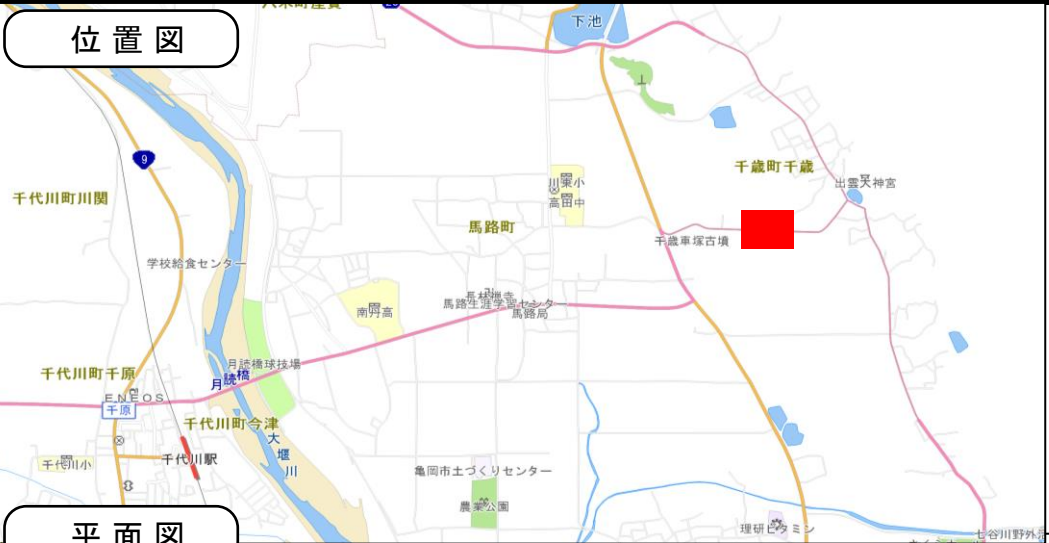 位置図
下池
9
千歳町千歳
千代川町川関
川東小
高田中
出雲大神宮
馬路町
千歳車塚古墳
学校給食センター
長林禅寺
馬路生涯学習センター
馬路局
南丹高
月読橋球技場
千代川町千原
月読橋
ENEOS
千原
千代川町今津
大堰川
千代川小
千代川駅
亀岡市土づくりセンター
農業公園
理研ビタミン
平面図